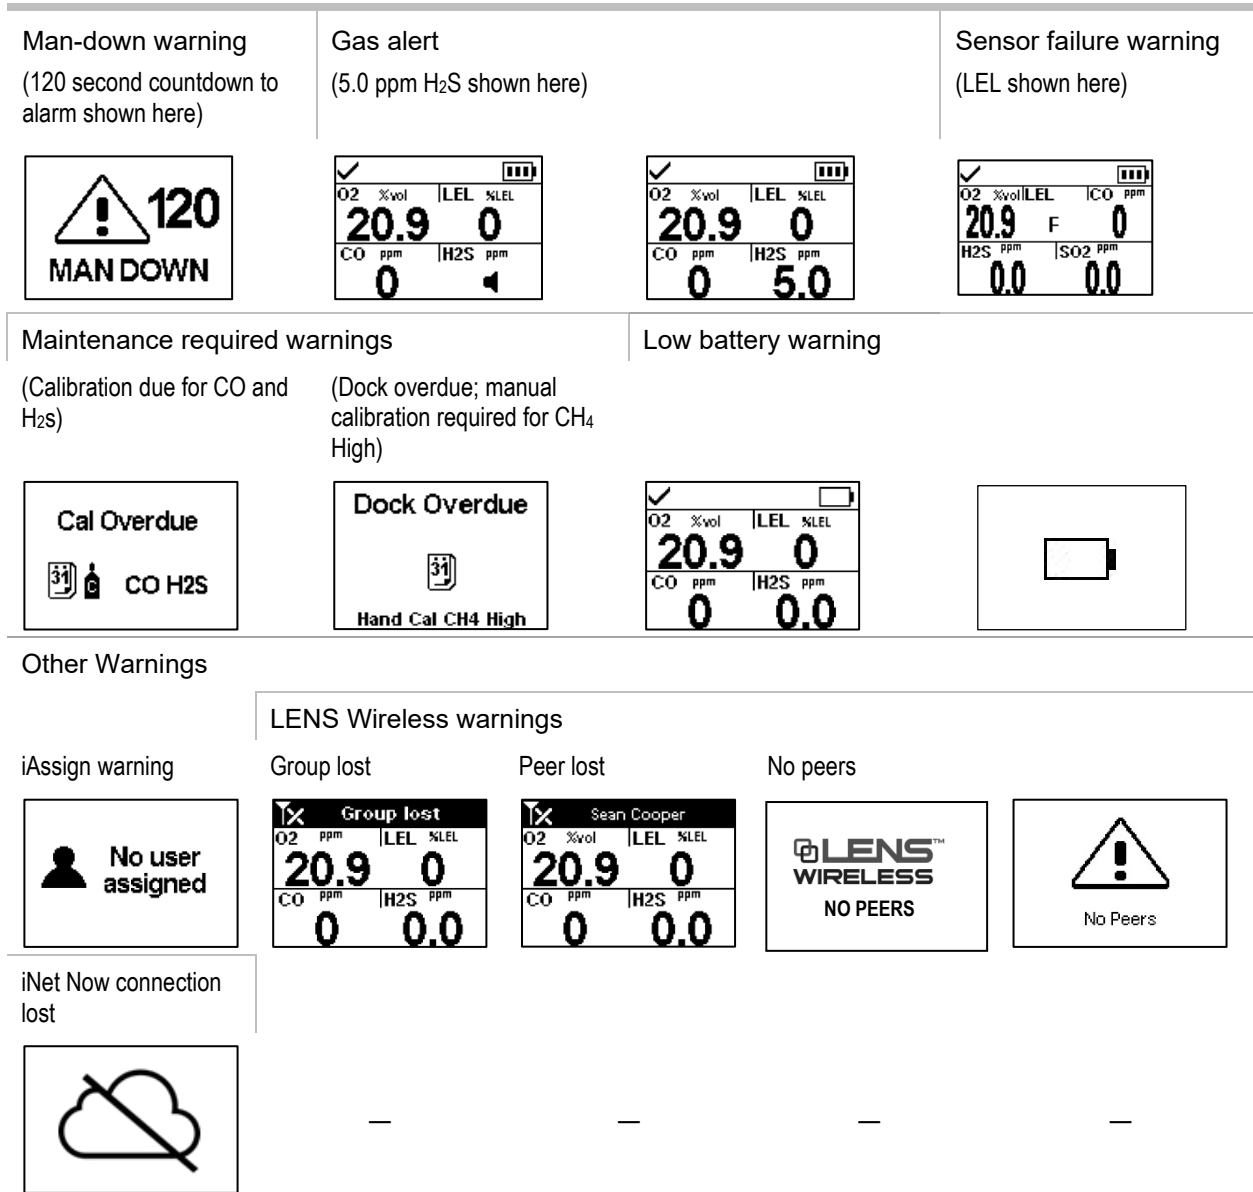 Man-down warning
(120 second countdown to
alarm shown here)
Gas alert
(5.0 ppm H2S shown here)
Sensor failure warning
(LEL shown here)
120
MAN DOWN
O2 %vol LEL %LEL
20.9 0
CO ppm H2S ppm
0
O2 %vol LEL %LEL
20.9 0
CO ppm H2S ppm
0 5.0
O2 %vol LEL CO ppm
20.9 F 0
H2S ppm SO2 ppm
0.0 0.0
Maintenance required warnings
Low battery warning
(Calibration due for CO and
H2s)
(Dock overdue; manual
calibration required for CH4
High)
Cal Overdue
31 C CO H2S
Dock Overdue
31
Hand Cal CH4 High
O2 %vol LEL %LEL
20.9 0
CO ppm H2S ppm
0 0.0
Other Warnings
LENS Wireless warnings
iAssign warning
Group lost
Peer lost
No peers
No user
assigned
Group lost
O2 ppm LEL %LEL
20.9 0
CO ppm H2S ppm
0 0.0
Sean Cooper
O2 %vol LEL %LEL
20.9 0
CO ppm H2S ppm
0 0.0
LENS™
WIRELESS
NO PEERS
No Peers
iNet Now connection
lost
— — — —